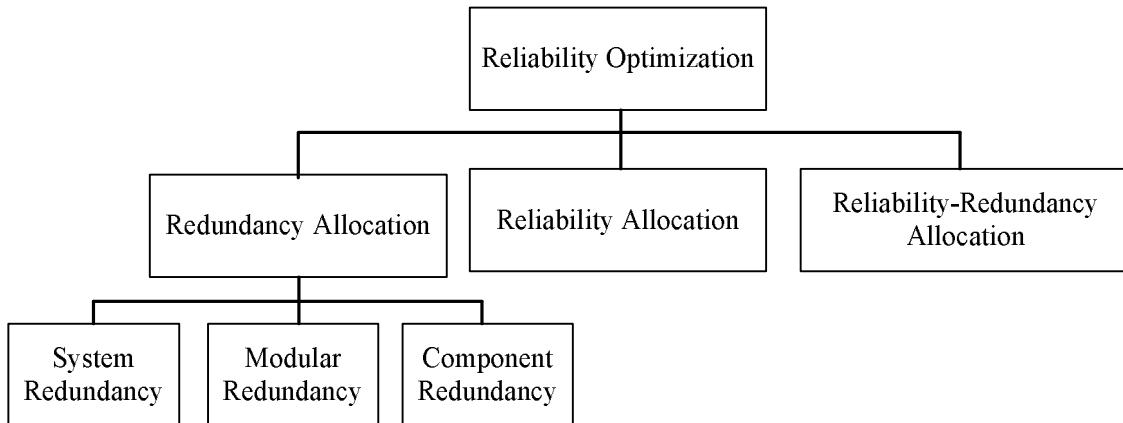 Reliability Optimization
Redundancy Allocation
Reliability Allocation
Reliability-Redundancy
Allocation
System
Redundancy
Modular
Redundancy
Component
Redundancy